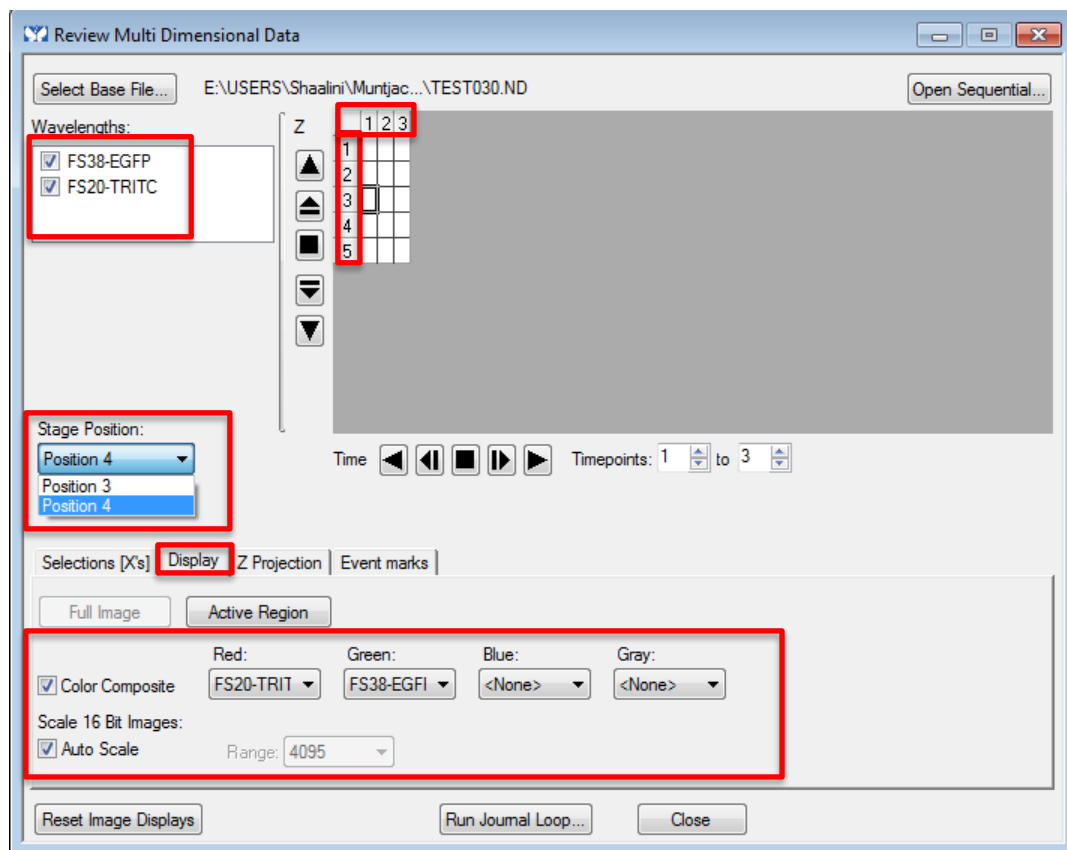 Review Multi Dimensional Data
Select Base File... E:\USERS\Shaalini\Muntjac...\TEST030.ND Open Sequential...
Wavelengths: Z 1 2 3
FS38-EGFP
FS20-TRITC
1
2
3
4
5
Stage Position:
Position 4 Time Timepoints: 1 to 3
Position 3
Position 4
Selections [X's] Display Z Projection Event marks
Full Image Active Region
Red: Green: Blue: Gray:
Color Composite FS20-TRIT FS38-EGFI <None> <None>
Scale 16 Bit Images:
Auto Scale Range: 4095
Reset Image Displays Run Journal Loop... Close